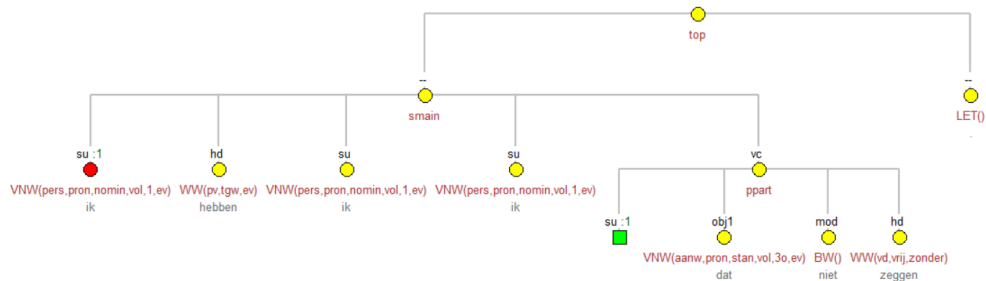 top
--
--
smain
LET()
.
su :1
hd
su
su
vc
VNW(pers,pron,nomin,vol,1,ev)
WW(pv,tgw,ev)
VNW(pers,pron,nomin,vol,1,ev)
VNW(pers,pron,nomin,vol,1,ev)
ppart
ik
hebben
ik
ik
su :1
obj1
mod
hd
VNW(aanw,pron,stan,vol,3o,ev)
BW()
WW(vd,vrij,zonder)
dat
niet
zeggen